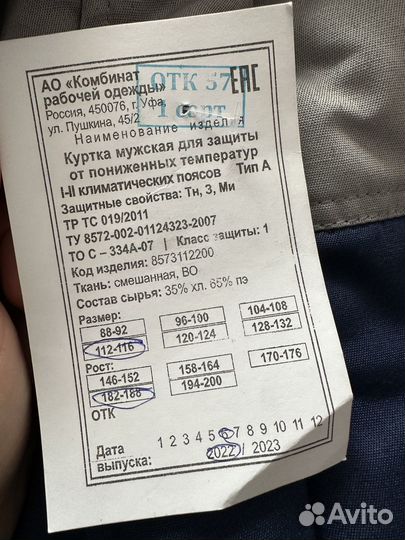 АО «Комбинат
рабочей одежды»
ОТК 57
1 сорт
ЕАС
Россия, 450076, г. Уфа,
ул. Пушкина, 45/2
Наименование изделия
Куртка мужская для защиты
от пониженных температур
I-II климатических поясов Тип А
Защитные свойства: Тн, З, Ми
ТР ТС 019/2011
ТУ 8572-002-01124323-2007
ТО С – 334А-07 | Класс защиты: 1
Код изделия: 8573112200
Ткань: смешанная, ВО
Состав сырья: 35% хл. 65% пэ
Размер:
88-92 96-100 104-108
112-116 120-124 128-132
Рост:
146-152 158-164 170-176
182-188 194-200
ОТК
Дата
выпуска:
1 2 3 4 5 6 7 8 9 10 11 12
2022/ 2023
Avito